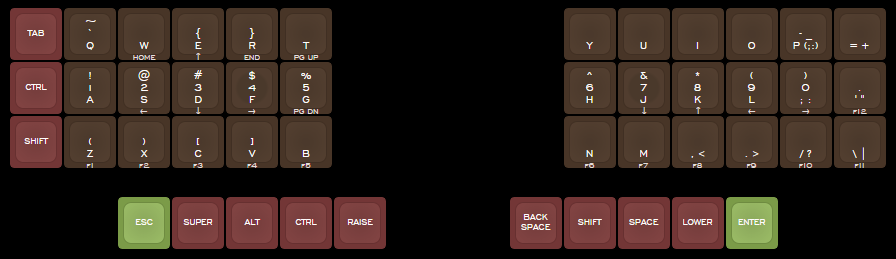 ~
{ } - _
TAB ` Q W E R T Y U I O P (;:) = +
HOME ↑ END PG UP
! @ # $ % ^ & * ( )
CTRL 1 2 3 4 5 6 7 8 9 0 .
A S D F G H J K L ; : ' "
← ↓ → PG DN ↓ ↑ ← → F12
( ) [ ]
SHIFT Z X C V B N M , < . > / ? \ |
F1 F2 F3 F4 F5 F6 F7 F8 F9 F10 F11
ESC SUPER ALT CTRL RAISE BACK SPACE SHIFT SPACE LOWER ENTER